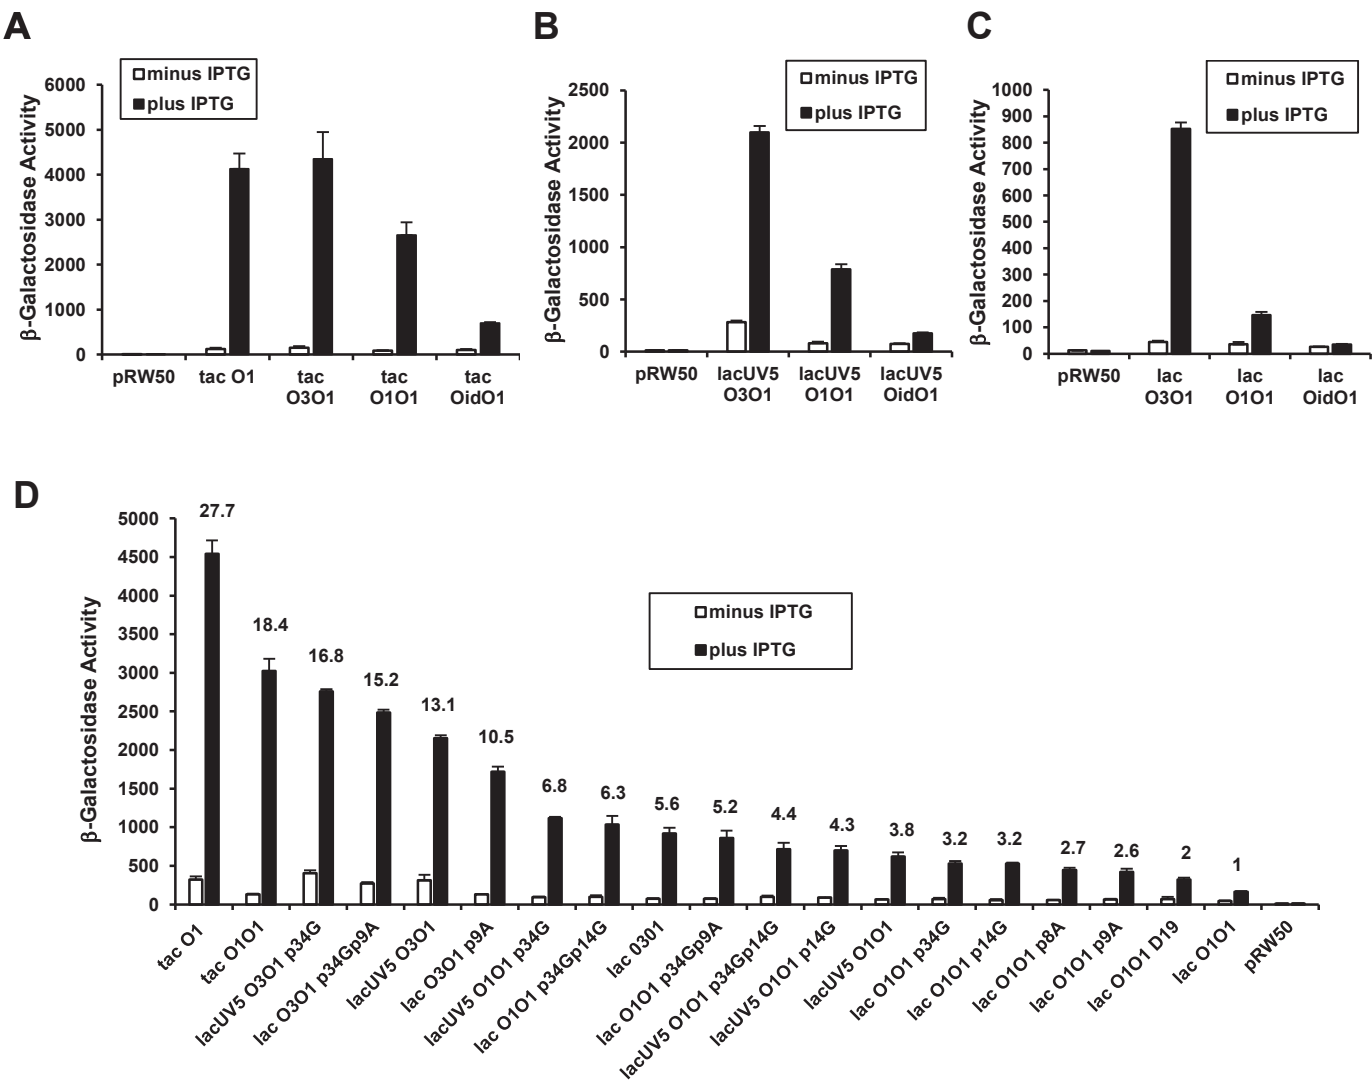 A
minus IPTG
plus IPTG
β-Galactosidase Activity
6000
5000
4000
3000
2000
1000
0
pRW50
tac O1
tac
O3O1
tac
O1O1
tac
OidO1
B
minus IPTG
plus IPTG
β-Galactosidase Activity
2500
2000
1500
1000
500
0
pRW50
lacUV5
O3O1
lacUV5
O1O1
lacUV5
OidO1
C
minus IPTG
plus IPTG
β-Galactosidase Activity
1000
900
800
700
600
500
400
300
200
100
0
pRW50
lac
O3O1
lac
O1O1
lac
OidO1
D
minus IPTG
plus IPTG
β-Galactosidase Activity
5000
4500
4000
3500
3000
2500
2000
1500
1000
500
0
27.7
18.4
16.8
15.2
13.1
10.5
6.8
6.3
5.6
5.2
4.4
4.3
3.8
3.2
3.2
2.7
2.6
2
1
tac O1
tac O1O1
lacUV5 O3O1 p34G
lac O3O1 p34Gp9A
lacUV5 O3O1
lac O3O1 p9A
lacUV5 O1O1 p34G
lac O1O1 p34Gp14G
lac 0301
lac O1O1 p34Gp9A
lacUV5 O1O1 p34Gp14G
lacUV5 O1O1 p14G
lacUV5 O1O1
lac O1O1 p34G
lac O1O1 p14G
lac O1O1 p8A
lac O1O1 p9A
lac O1O1 D19
lac O1O1
pRW50